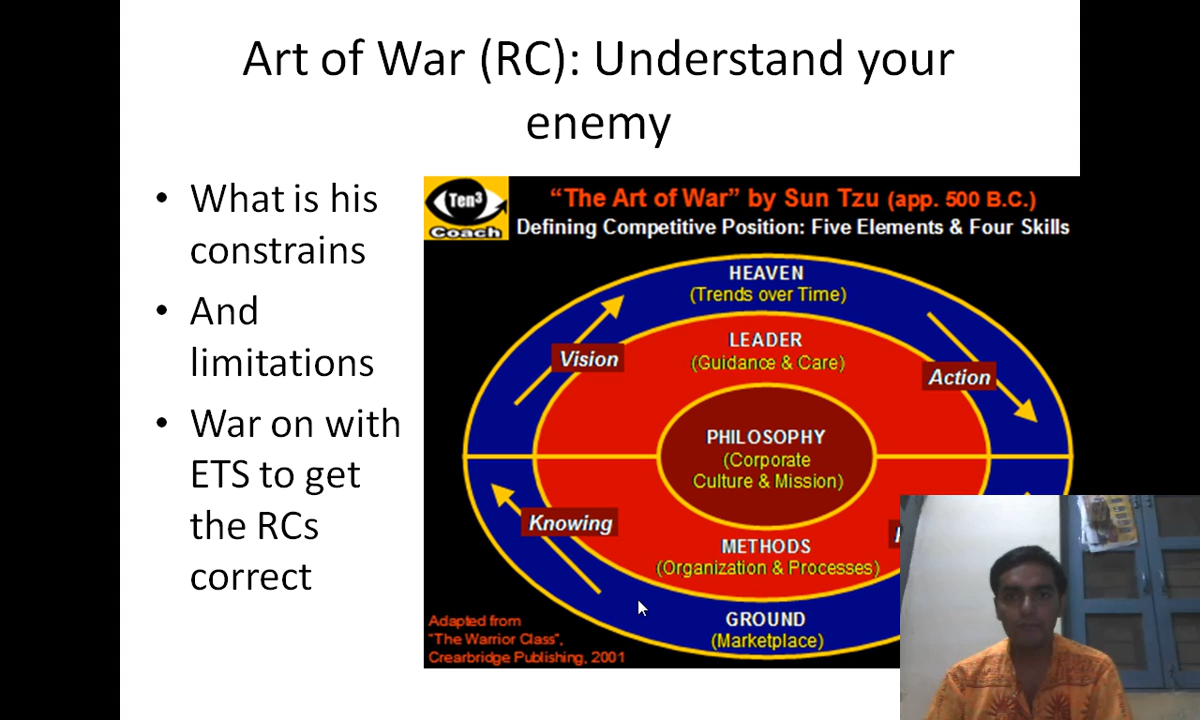 Art of War (RC): Understand your
enemy
• What is his
constrains
• And
limitations
• War on with
ETS to get
the RCs
correct
Ten³
Coach
“The Art of War” by Sun Tzu (app. 500 B.C.)
Defining Competitive Position: Five Elements & Four Skills
HEAVEN
(Trends over Time)
Vision
LEADER
(Guidance & Care)
Action
PHILOSOPHY
(Corporate
Culture & Mission)
Knowing
METHODS
(Organization & Processes)
GROUND
(Marketplace)
Adapted from
"The Warrior Class",
Crearbridge Publishing, 2001